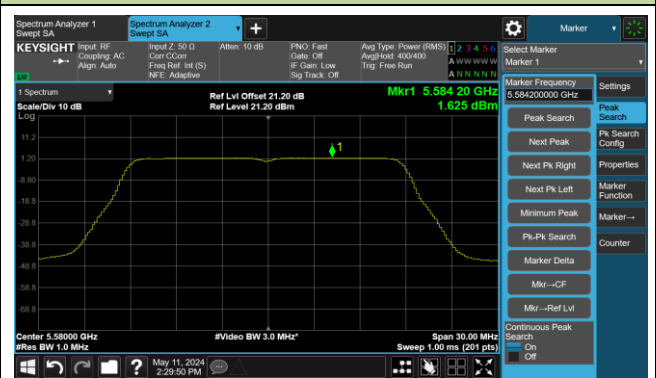 Spectrum Analyzer 1
Swept SA
Spectrum Analyzer 2
Swept SA
+
Marker
KEYSIGHT
Input: RF
Coupling: AC
Align: Auto
Input Z: 50 Ω
Corr CCorr
Freq Ref: Int (S)
NFE: Adaptive
Atten: 10 dB
PNO: Fast
Gate: Off
IF Gain: Low
Sig Track: Off
Avg Type: Power (RMS)
Avg|Hold: 400/400
Trig: Free Run
1 2 3 4 5 6
A W W W W W
A N N N N N
Select Marker
Marker 1
1 Spectrum
Scale/Div 10 dB
Log
Ref Lvl Offset 21.20 dB
Ref Level 21.20 dBm
Mkr1 5.584 20 GHz
1.625 dBm
11.2
1.20
-8.80
-18.8
-28.8
-38.8
-48.8
-58.8
-68.8
1
Center 5.58000 GHz
#Res BW 1.0 MHz
#Video BW 3.0 MHz*
Span 30.00 MHz
Sweep 1.00 ms (201 pts)
Marker Frequency
5.584200000 GHz
Peak Search
Next Peak
Next Pk Right
Next Pk Left
Minimum Peak
Pk-Pk Search
Marker Delta
Mkr→CF
Mkr→Ref Lvl
Continuous Peak
Search
On
Off
Settings
Peak
Search
Pk Search
Config
Properties
Marker
Function
Marker→
Counter
?
May 11, 2024
2:29:50 PM